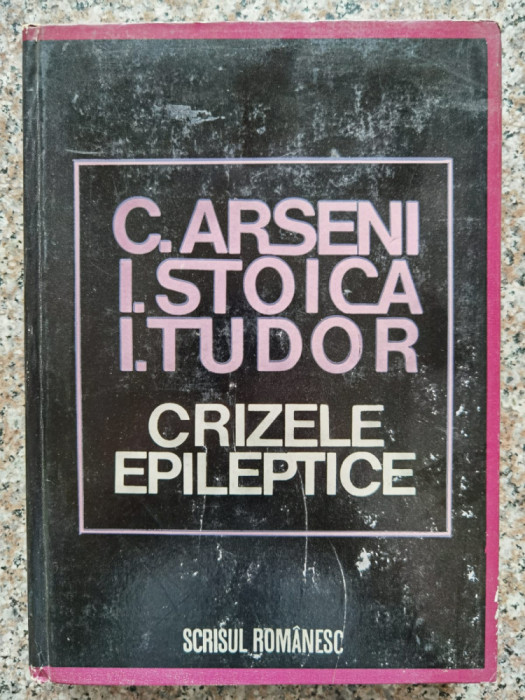 C. ARSENI
I. STOICA
I. TUDOR
CRIZELE
EPILEPTICE
SCRISUL ROMÂNESC